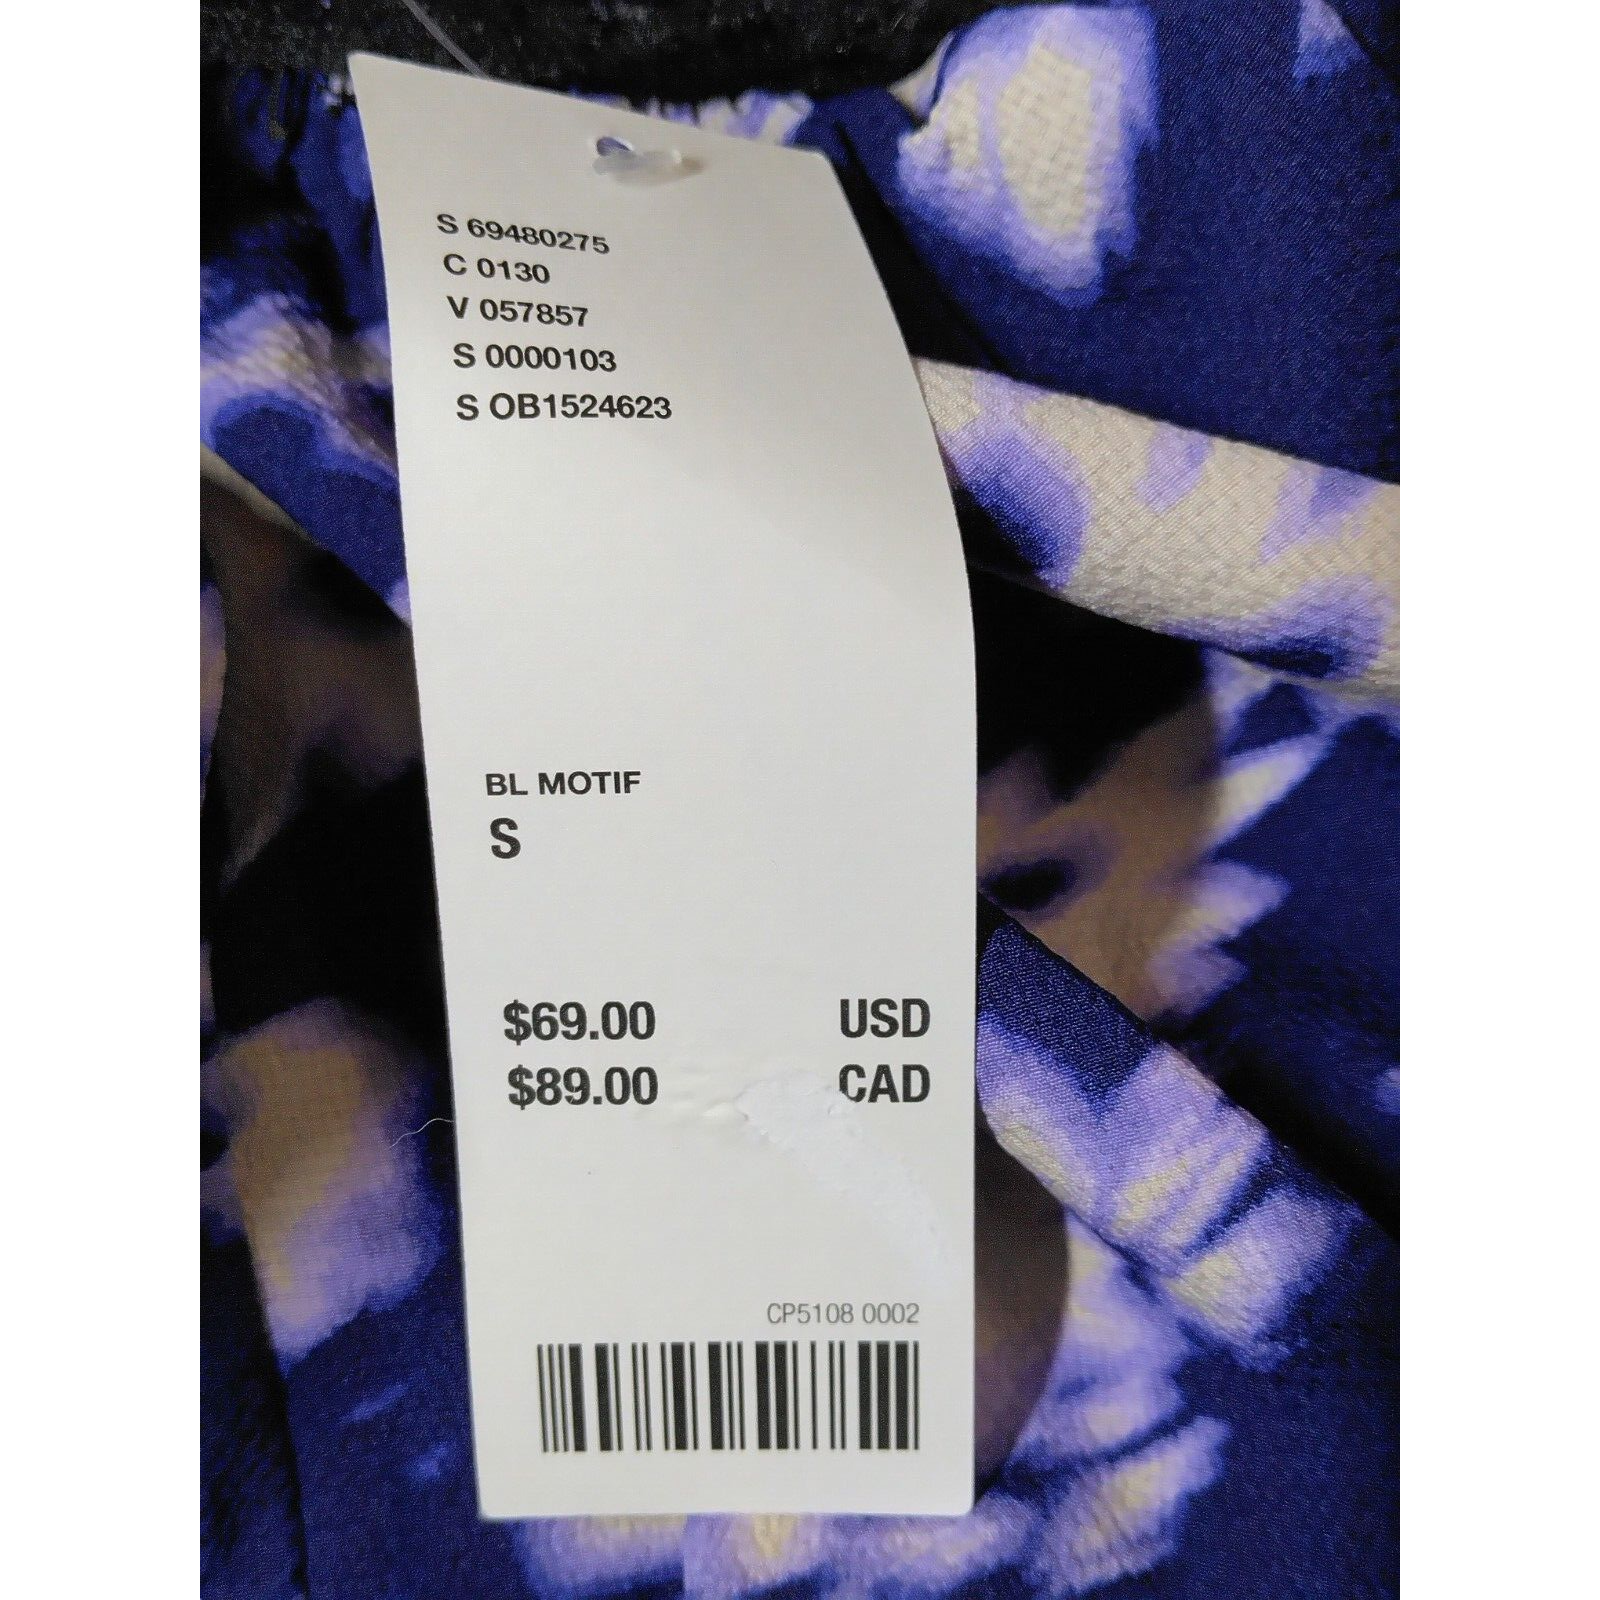 S 69480275
C 0130
V 057857
S 0000103
S OB1524623
BL MOTIF
S
$69.00 USD
$89.00 CAD
CP5108 0002